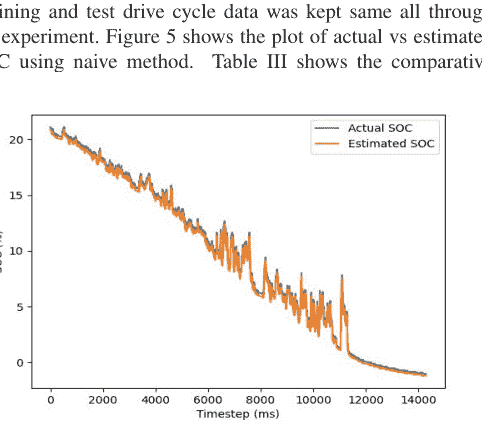 ining and test drive cycle data was kept same all throug
experiment. Figure 5 shows the plot of actual vs estimate
C using naive method. Table III shows the comparativ
Actual SOC
Estimated SOC
20
15
10
5
0
0 2000 4000 6000 8000 10000 12000 14000
Timestep (ms)